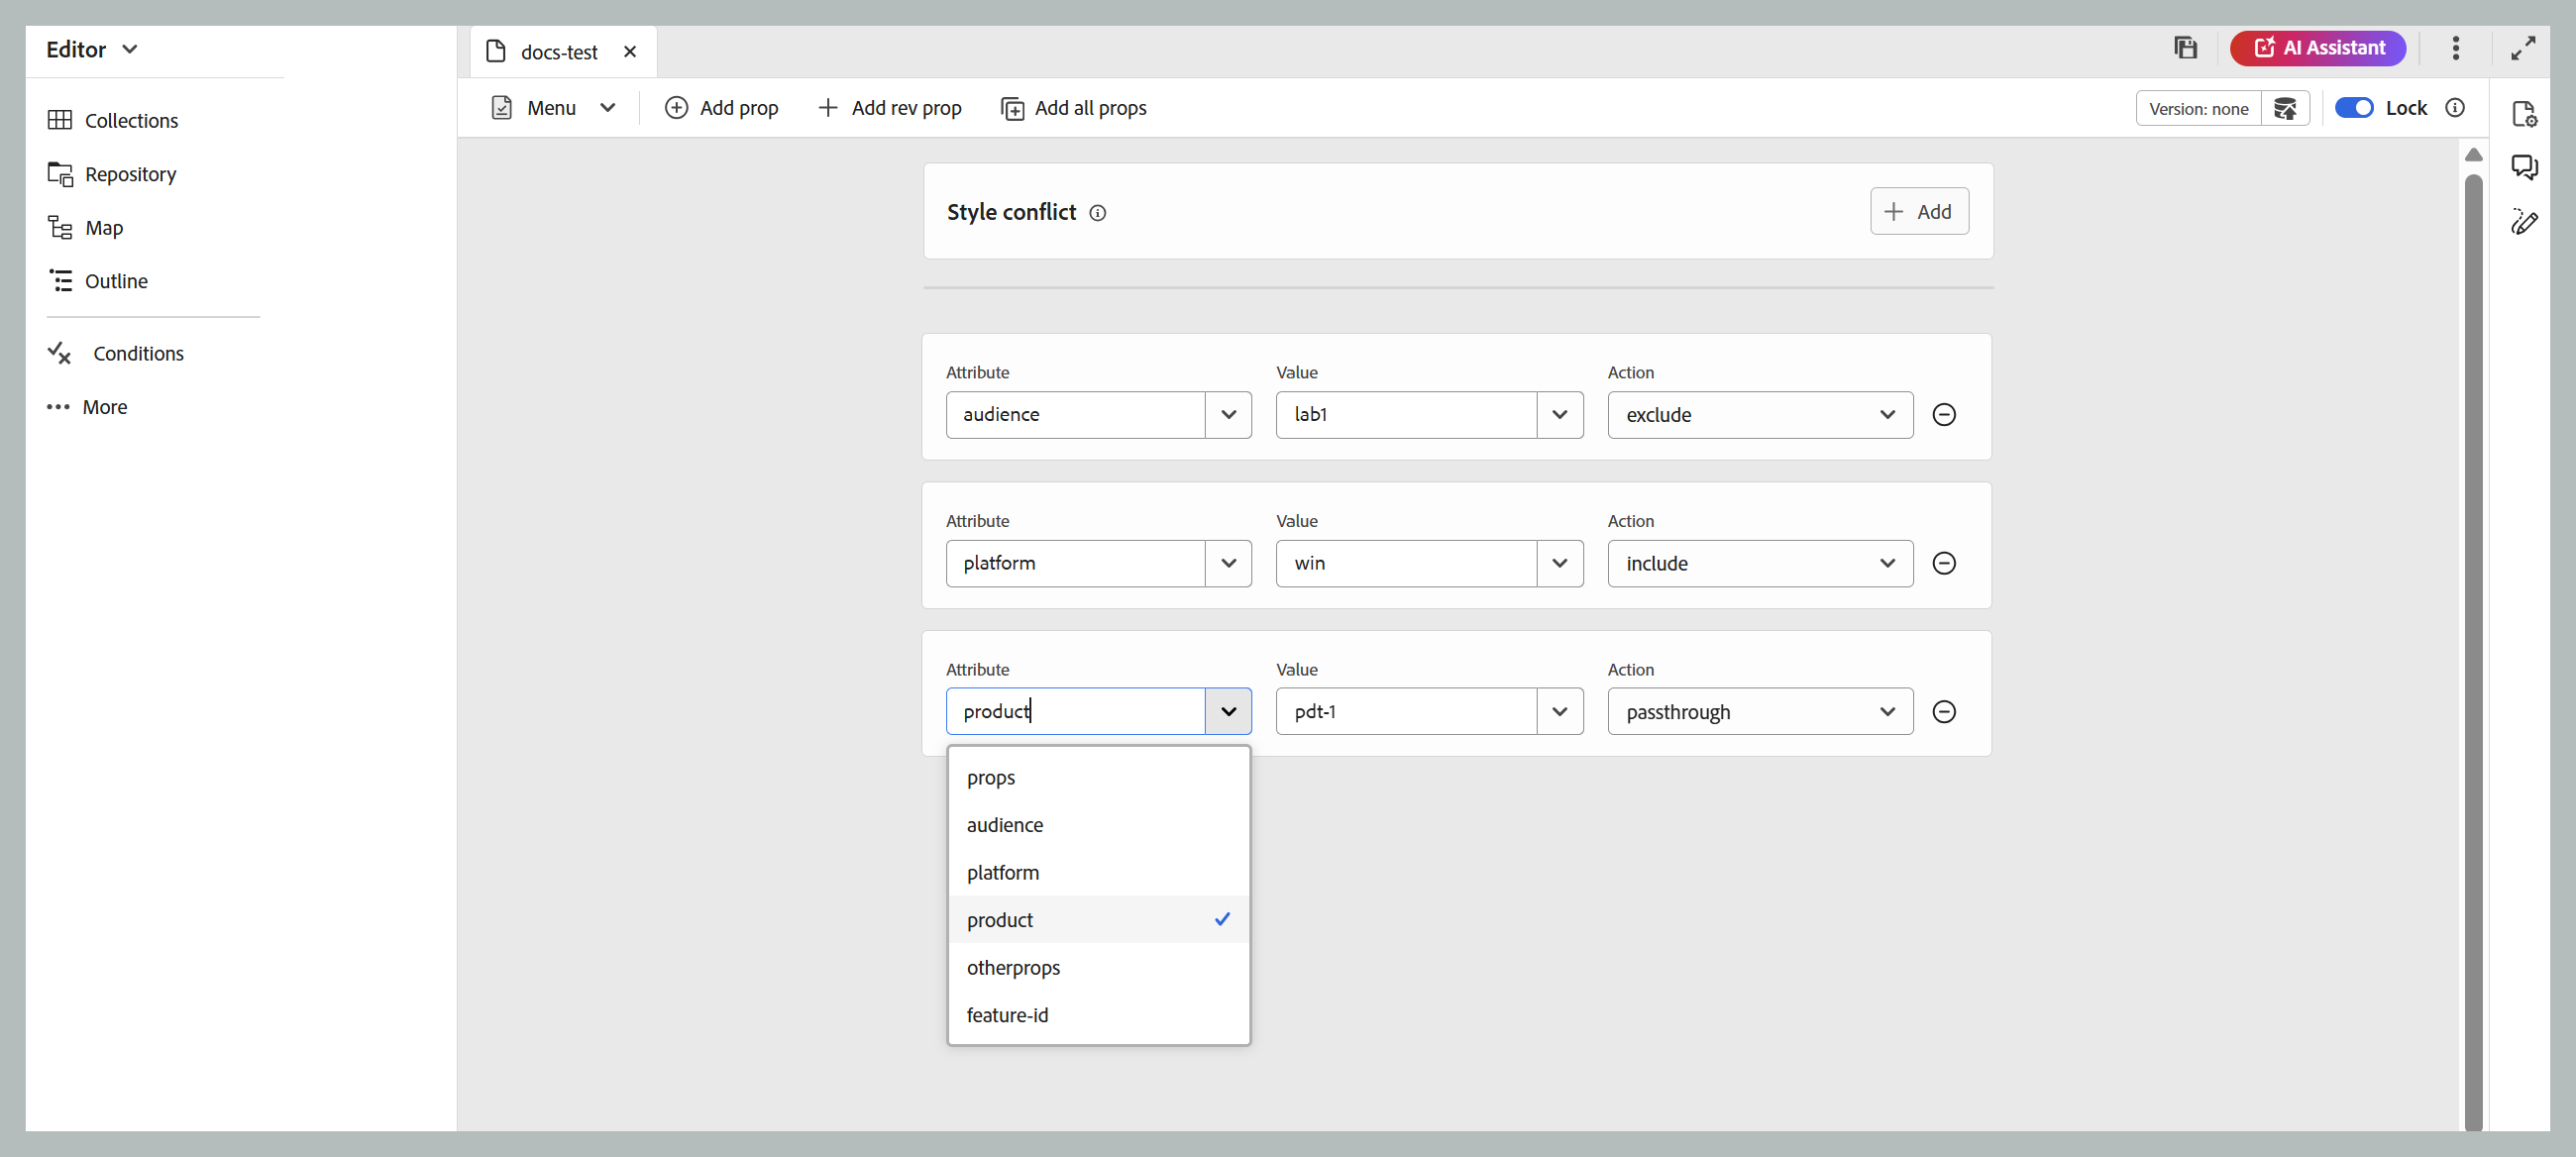 Editor
docs-test
AI Assistant
Menu
Add prop
Add rev prop
Add all props
Version: none
Lock
Collections
Repository
Map
Outline
Conditions
More
Style conflict
Add
Attribute Value Action
audience lab1 exclude
Attribute Value Action
platform win include
Attribute Value Action
product pdt-1 passthrough
props
audience
platform
product
otherprops
feature-id